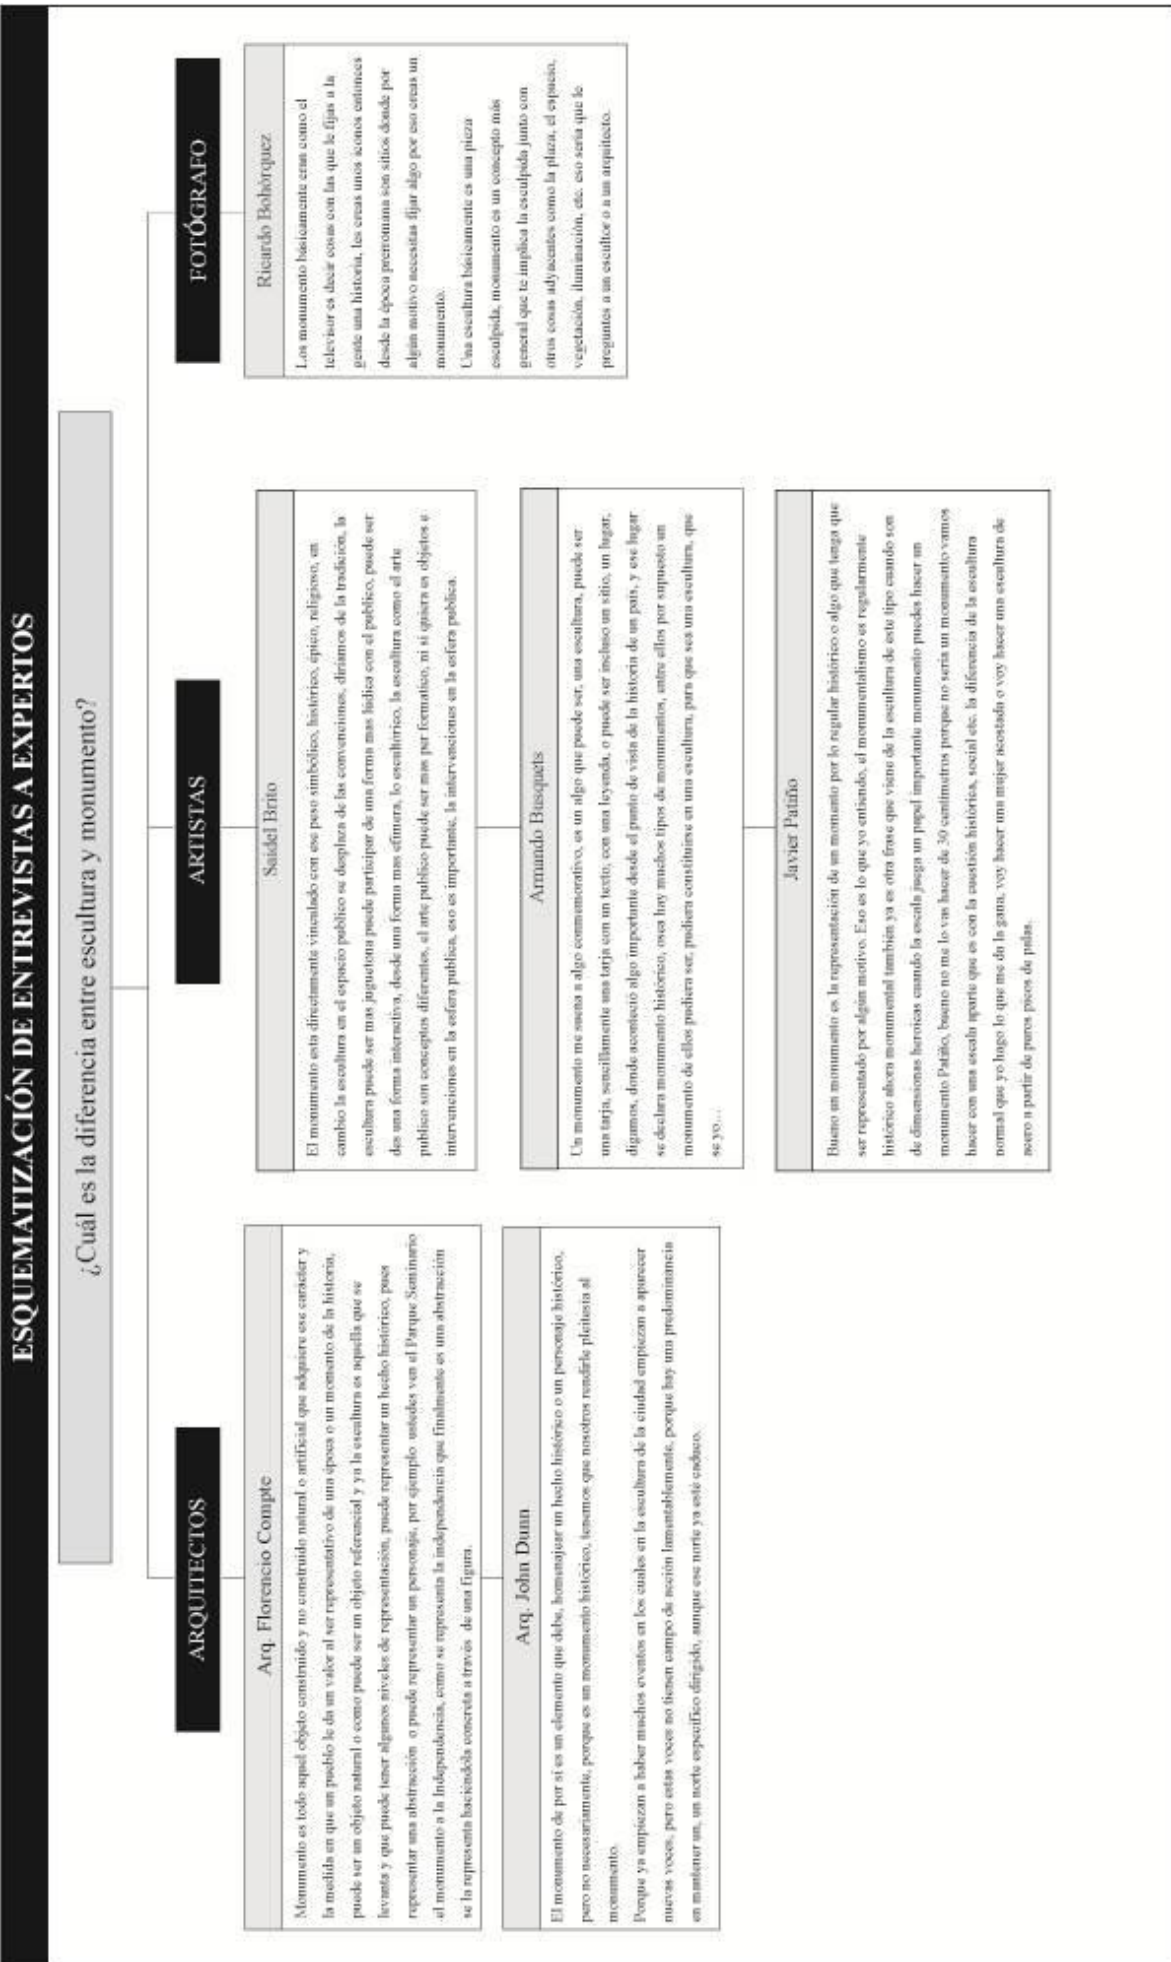 ESQUEMATIZACIÓN DE ENTREVISTAS A EXPERTOS
¿Cuál es la diferencia entre escultura y monumento?
ARQUITECTOS
Arq. Florencio Compte
Monumento es todo aquel objeto construido y no construido natural o artificial que adquiere ese carácter y
la medida en que un pueblo le da un valor al ser representativo de una época o un momento de la historia,
puede ser un objeto natural o como puede ser un objeto referencial y ya la escultura es aquella que se
levanta y que puede tener algunos niveles de representación, puede representar un hecho histórico, pues
representar una abstracción o puede representar un personaje, por ejemplo ustedes ven el Parque Seminario
el monumento a la Independencia, como se representa la independencia que finalmente es una abstracción
se la representa haciéndola concreta a través de una figura.
Arq. John Dunn
El monumento de por si es un elemento que debe, homenajear un hecho histórico o un personaje histórico,
pero no necesariamente, porque es un monumento histórico, tenemos que nosotros rendirle pleitesia al
monumento.
Porque ya empiezan a haber muchos eventos en los cuales en la escultura de la ciudad empiezan a aparecer
nuevas voces, pero estas voces no tienen campo de acción lamentablemente, porque hay una predominancia
en mantener un, un norte especifico dirigido, aunque ese norte ya esté caduco.
ARTISTAS
Saidel Brito
El monumento esta directamente vinculado con ese peso simbólico, histórico, épico, religioso, en
cambio la escultura en el espacio publico se desplaza de las convenciones, diríamos de la tradición, la
escultura puede ser mas juguetona puede participar de una forma mas lúdica con el publico, puede ser
des una forma interactiva, desde una forma mas efímera, lo escultórico, la escultura como el arte
publico son conceptos diferentes, el arte publico puede ser mas per formatico, ni si quiera es objetos e
intervenciones en la esfera publica, eso es importante, la intervenciones en la esfera publica.
Armando Busquets
Un monumento me suena a algo conmemorativo, es un algo que puede ser, una escultura, puede ser
una tarja, sencillamente una tarja con un texto, con una leyenda, o puede ser incluso un sitio, un lugar,
digamos, donde aconteció algo importante desde el punto de vista de la historia de un país, y ese lugar
se declara monumento histórico, osea hay muchos tipos de monumentos, entre ellos por supuesto un
monumento de ellos pudiera ser, pudiera constituirse en una escultura, para que sea una escultura, que
se yo...
Javier Patiño
Bueno un monumento es la representación de un momento por lo regular histórico o algo que tenga que
ser representado por algún motivo. Eso es lo que yo entiendo, el monumentalismo es regularmente
histórico ahora monumental también ya es otra frase que viene de la escultura de este tipo cuando son
de dimensionas heroicas cuando la escala juega un papel importante monumento puedes hacer un
monumento Patiño, bueno no me lo vas hacer de 30 centímetros porque no seria un monumento vamos
hacer con una escala aparte que es con la cuestión histórica, social etc. la diferencia de la escultura
normal que yo hago lo que me da la gana, voy hacer una mujer acostada o voy hacer una escultura de
acero a partir de puros picos de palas.
FOTÓGRAFO
Ricardo Bohórquez
Los monumento básicamente eran como el
televisor es decir cosas con las que le fijas a la
gente una historia, les creas unos iconos entonces
desde la época prerromana son sitios donde por
algún motivo necesitas fijar algo por eso creas un
monumento.
Una escultura básicamente es una pieza
esculpida, monumento es un concepto más
general que te implica la esculpida junto con
otros cosas adyacentes como la plaza, el espacio,
vegetación, iluminación, etc. eso sería que le
preguntes a un escultor o a un arquitecto.